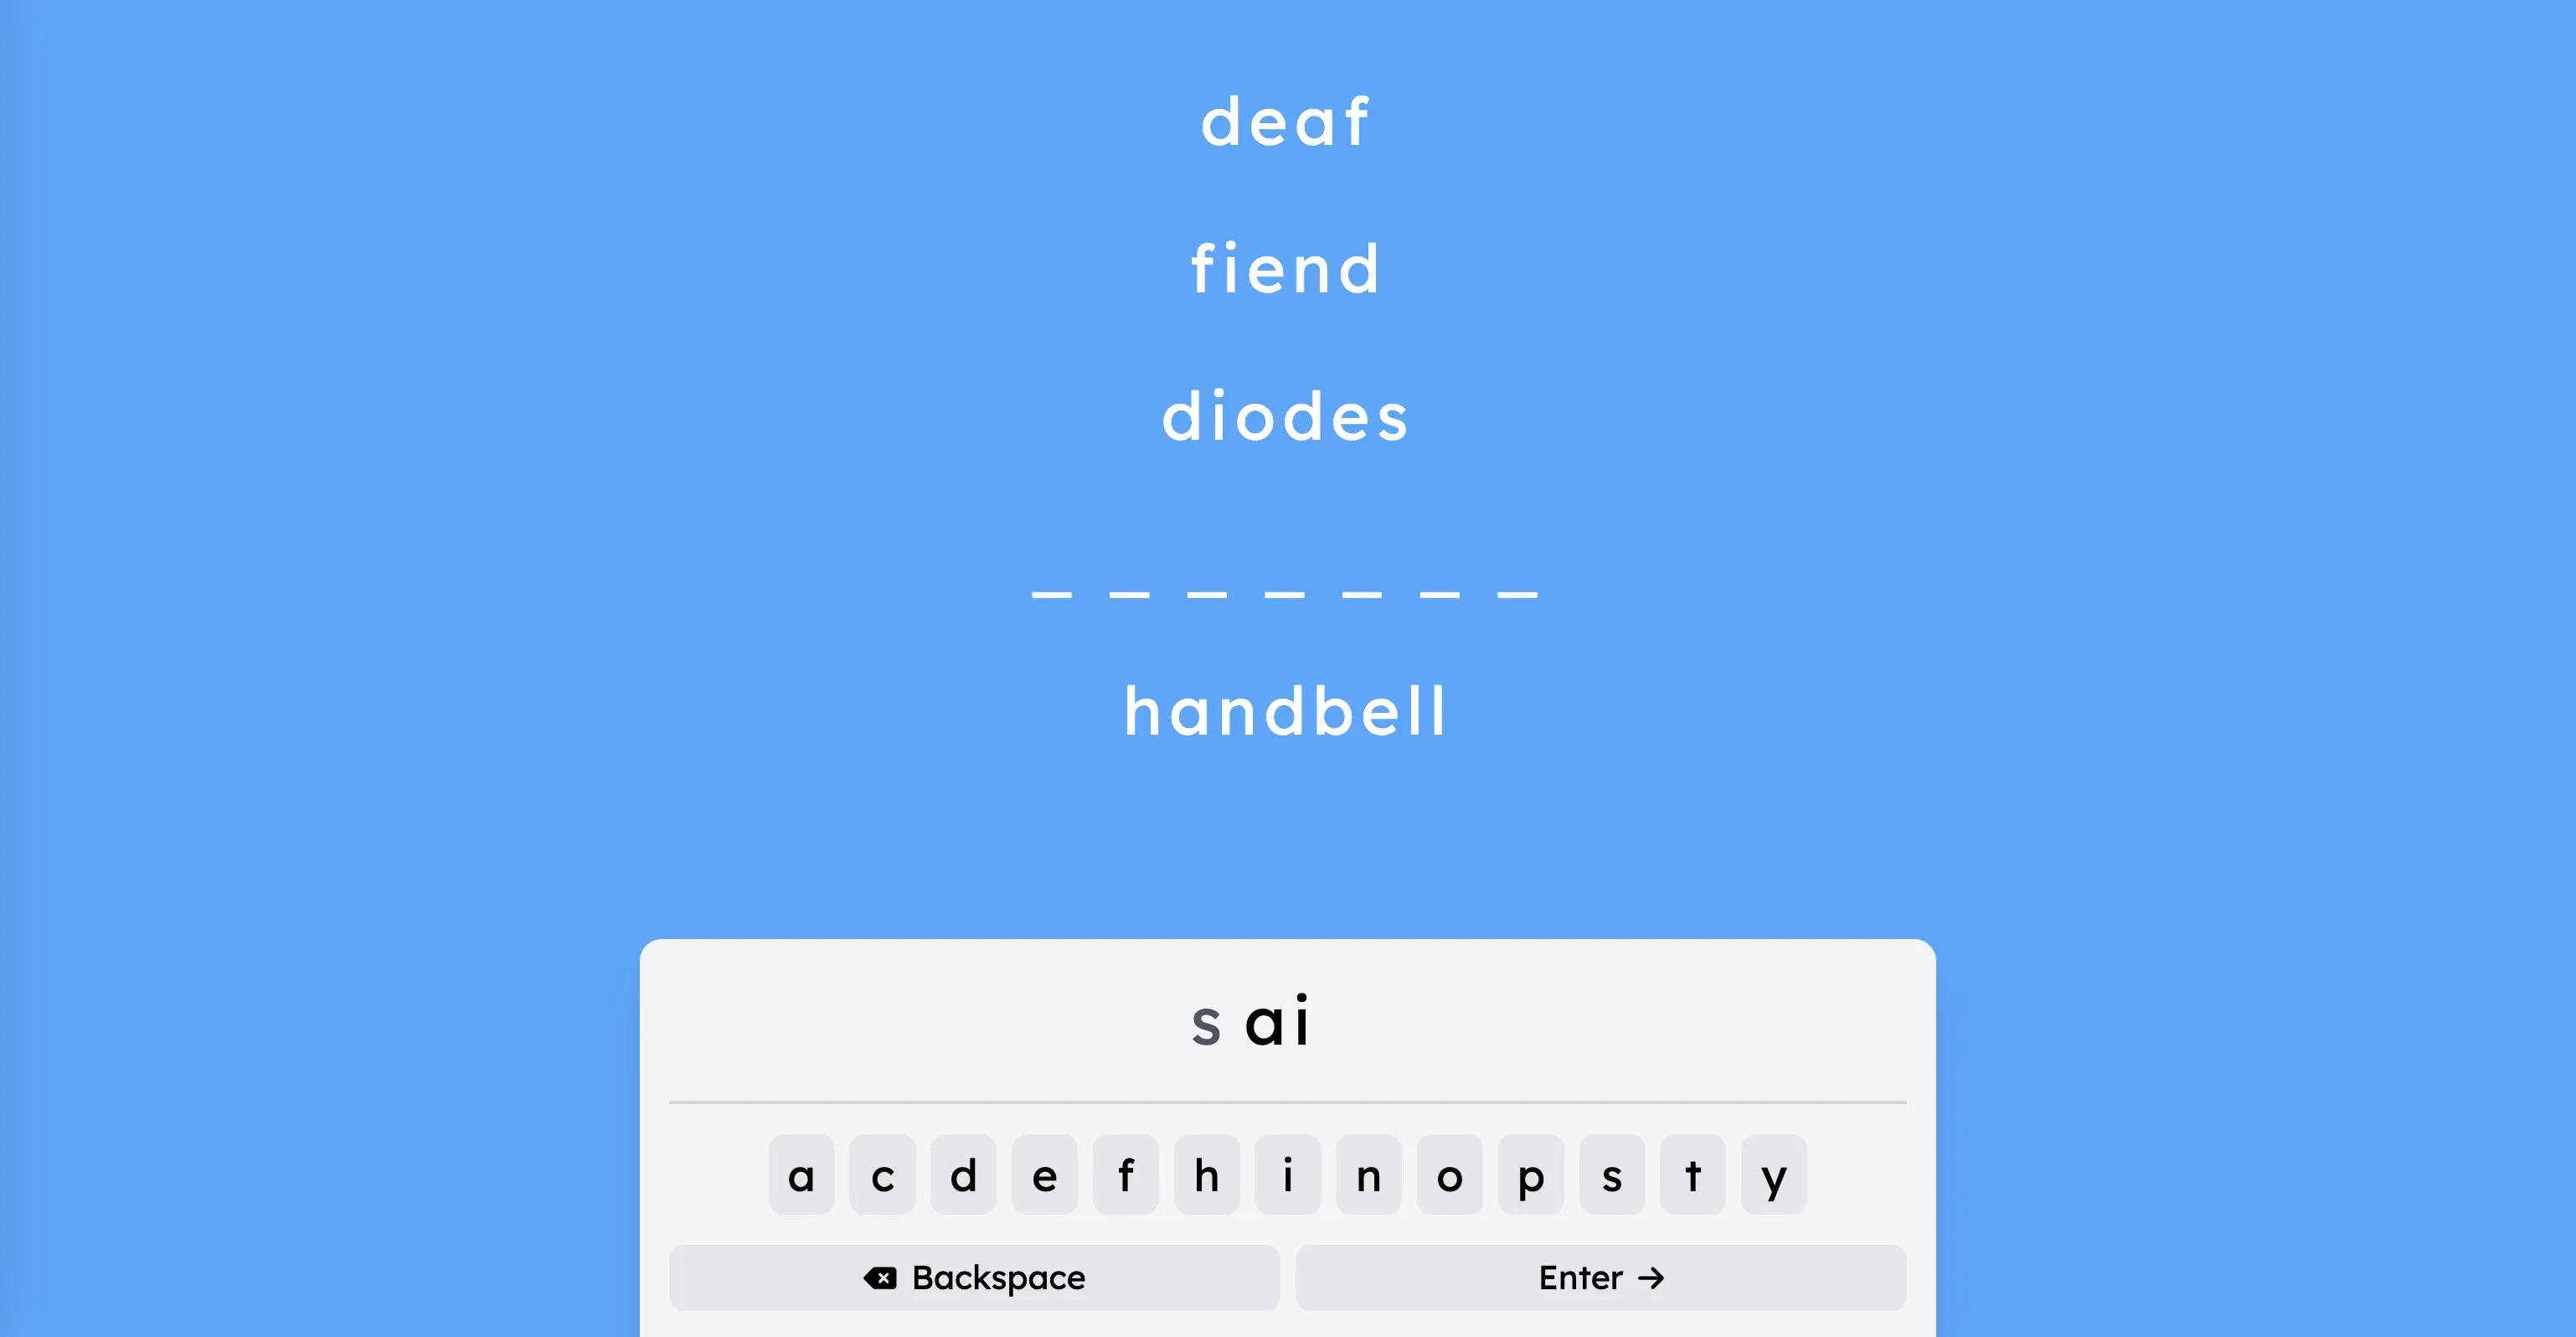 deaf
fiend
diodes
_ _ _ _ _ _ _
handbell
s ai
a c d e f h i n o p s t y
Backspace Enter →